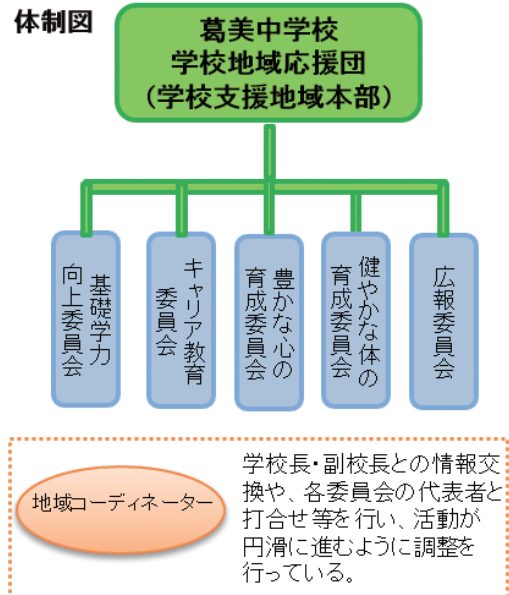 体制図
葛美中学校
学校地域応援団
（学校支援地域本部）
基礎学力
向上委員会
キャリア教育
委員会
豊かな心の
育成委員会
健やかな体の
育成委員会
広報委員会
地域コーディネーター
学校長・副校長との情報交
換や、各委員会の代表者と
打合せ等を行い、活動が
円滑に進むように調整を
行っている。